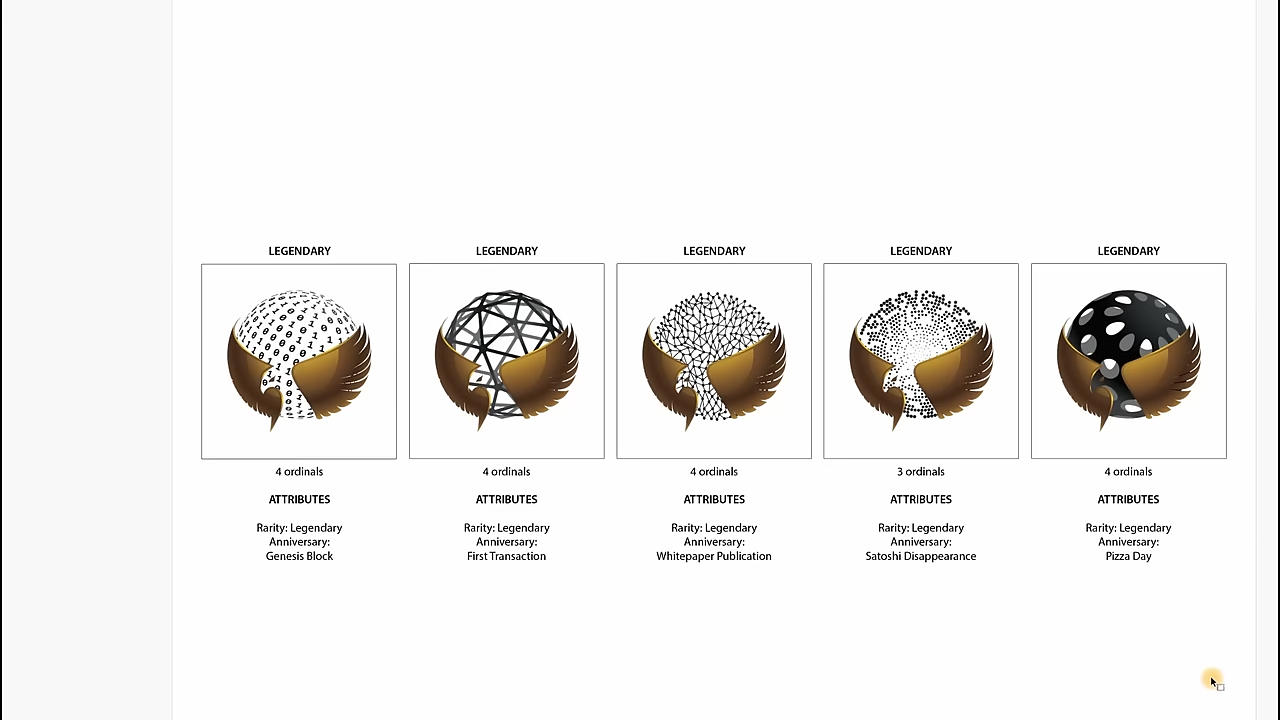 LEGENDARY
4 ordinals
ATTRIBUTES
Rarity: Legendary
Anniversary:
Genesis Block
LEGENDARY
4 ordinals
ATTRIBUTES
Rarity: Legendary
Anniversary:
First Transaction
LEGENDARY
4 ordinals
ATTRIBUTES
Rarity: Legendary
Anniversary:
Whitepaper Publication
LEGENDARY
3 ordinals
ATTRIBUTES
Rarity: Legendary
Anniversary:
Satoshi Disappearance
LEGENDARY
4 ordinals
ATTRIBUTES
Rarity: Legendary
Anniversary:
Pizza Day